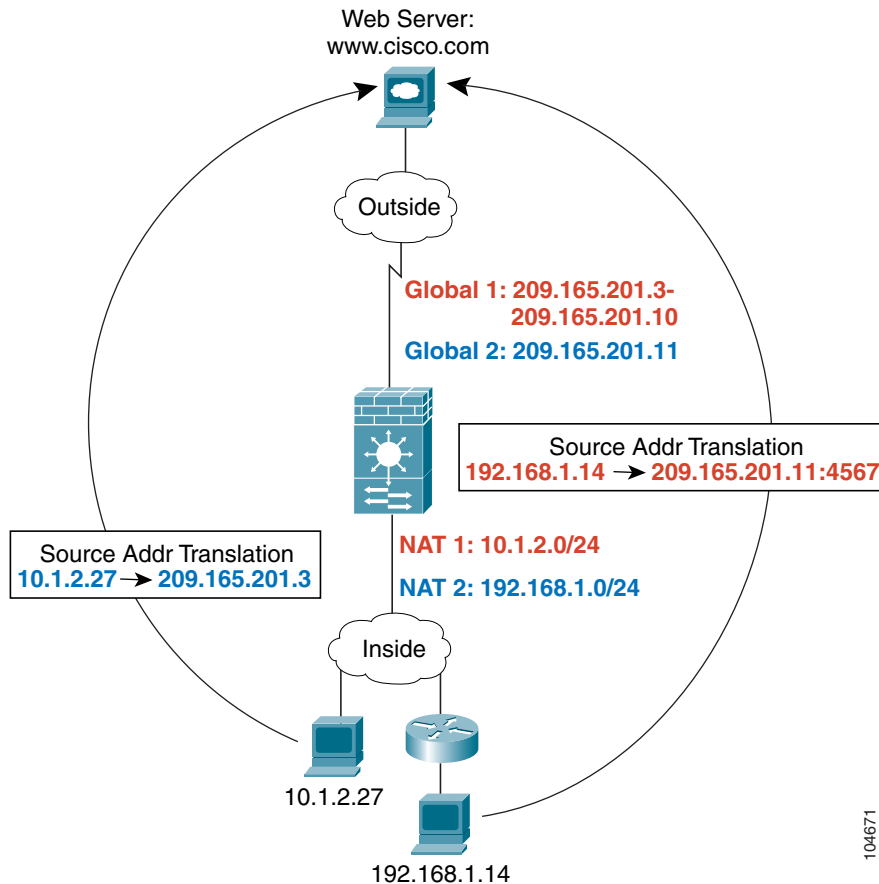 Web Server:
www.cisco.com
Outside
Global 1: 209.165.201.3-
209.165.201.10
Global 2: 209.165.201.11
Source Addr Translation
192.168.1.14 → 209.165.201.11:4567
Source Addr Translation
10.1.2.27 → 209.165.201.3
NAT 1: 10.1.2.0/24
NAT 2: 192.168.1.0/24
Inside
10.1.2.27
192.168.1.14
104671